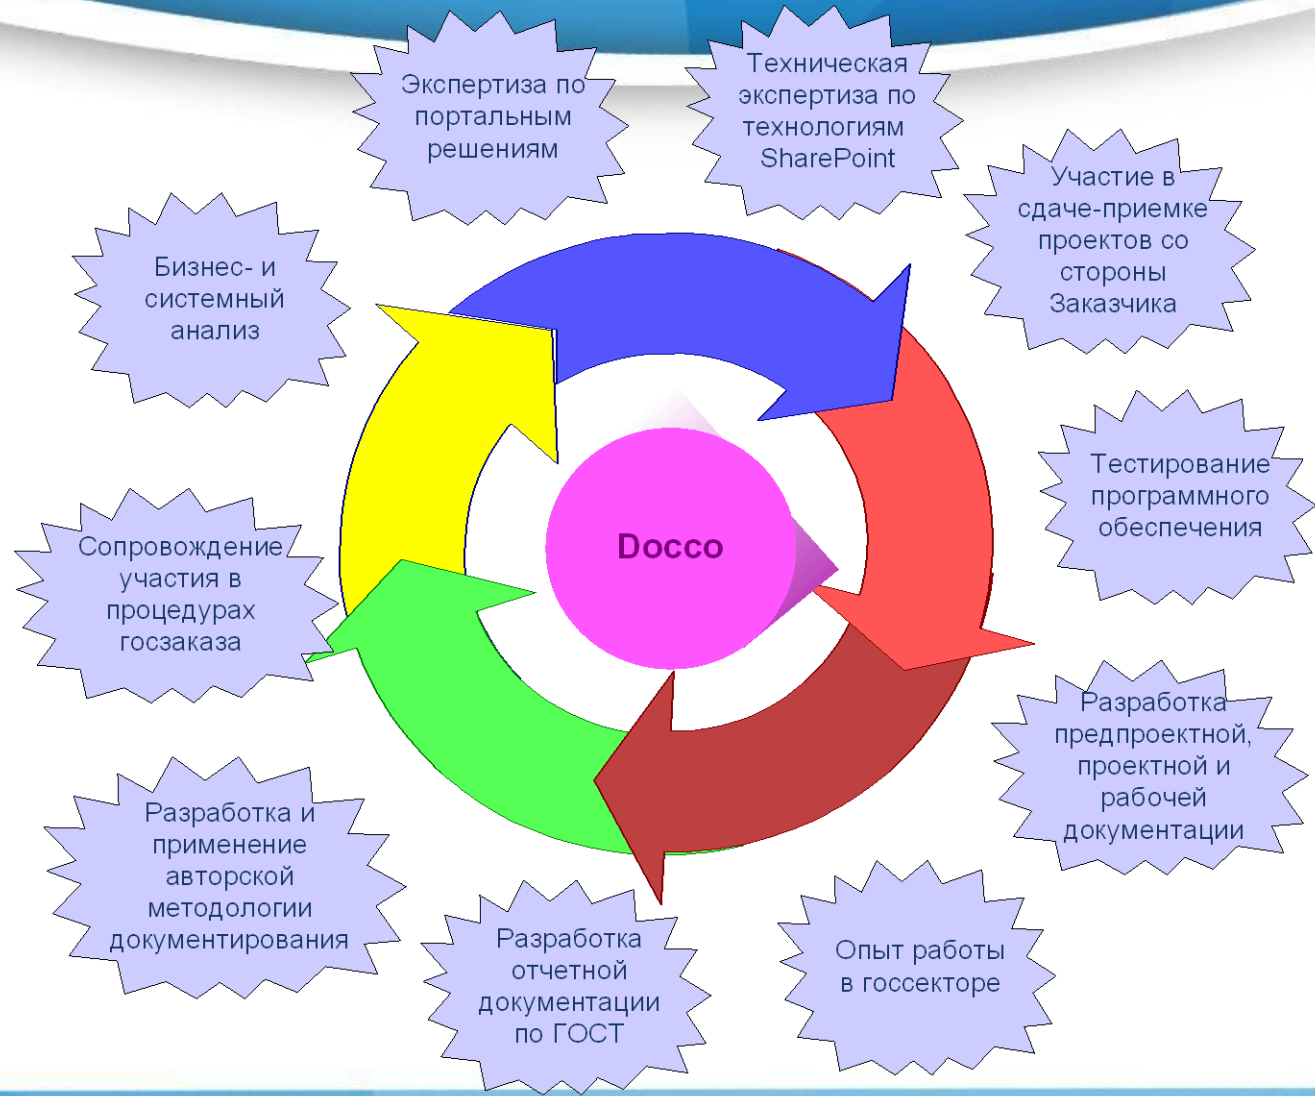 Экспертиза по
портальным
решениям
Техническая
экспертиза по
технологиям
SharePoint
Участие в
сдаче-приемке
проектов со
стороны
Заказчика
Бизнес- и
системный
анализ
Тестирование
программного
обеспечения
Сопровождение
участия в
процедурах
госзаказа
Docco
Разработка
предпроектной,
проектной и
рабочей
документации
Разработка и
применение
авторской
методологии
документирования
Разработка
отчетной
документации
по ГОСТ
Опыт работы
в госсекторе